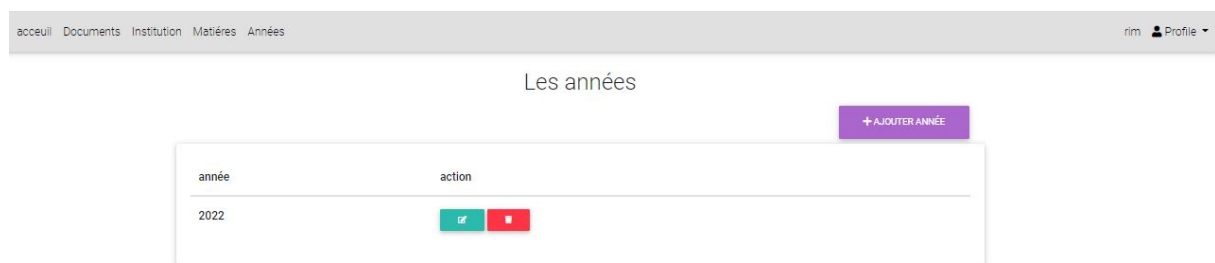 acceuil Documents Institution Matiéres Années rim Profile
Les années
+ AJOUTER ANNÉE
année action
2022